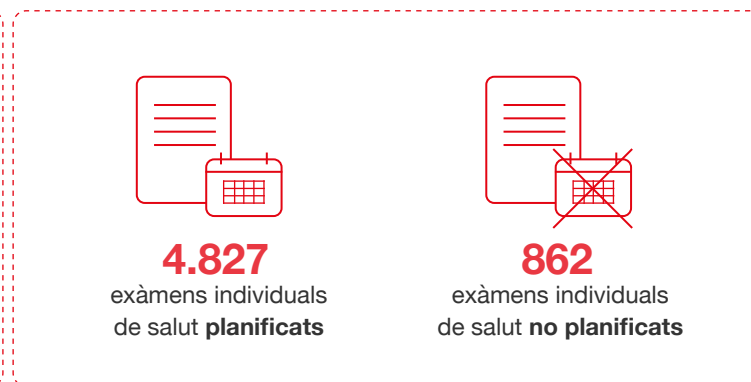 4.827
exàmens individuals
de salut planificats
862
exàmens individuals
de salut no planificats